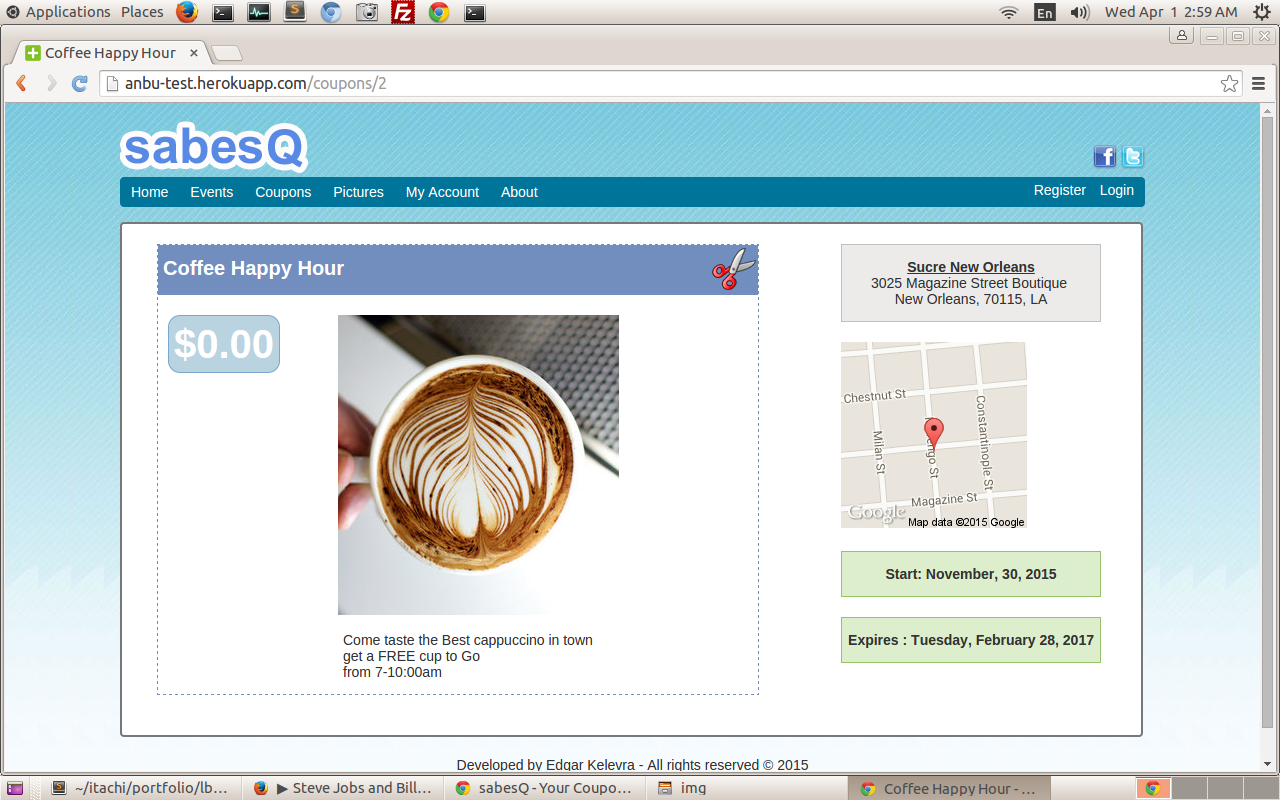 Applications Places
En
Wed Apr 1 2:59 AM
Coffee Happy Hour
anbu-test.herokuapp.com/coupons/2
sabesQ
Home Events Coupons Pictures My Account About
Register Login
Coffee Happy Hour
$0.00
Come taste the Best cappuccino in town
get a FREE cup to Go
from 7-10:00am
Sucre New Orleans
3025 Magazine Street Boutique
New Orleans, 70115, LA
Chestnut St
Milan St
Constantinople St
Magazine St
Google
Map data ©2015 Google
Start: November, 30, 2015
Expires : Tuesday, February 28, 2017
Developed by Edgar Kelevra - All rights reserved © 2015
~/itachi/portfolio/lb...
▶ Steve Jobs and Bill...
sabesQ - Your Coupo...
img
Coffee Happy Hour - ...